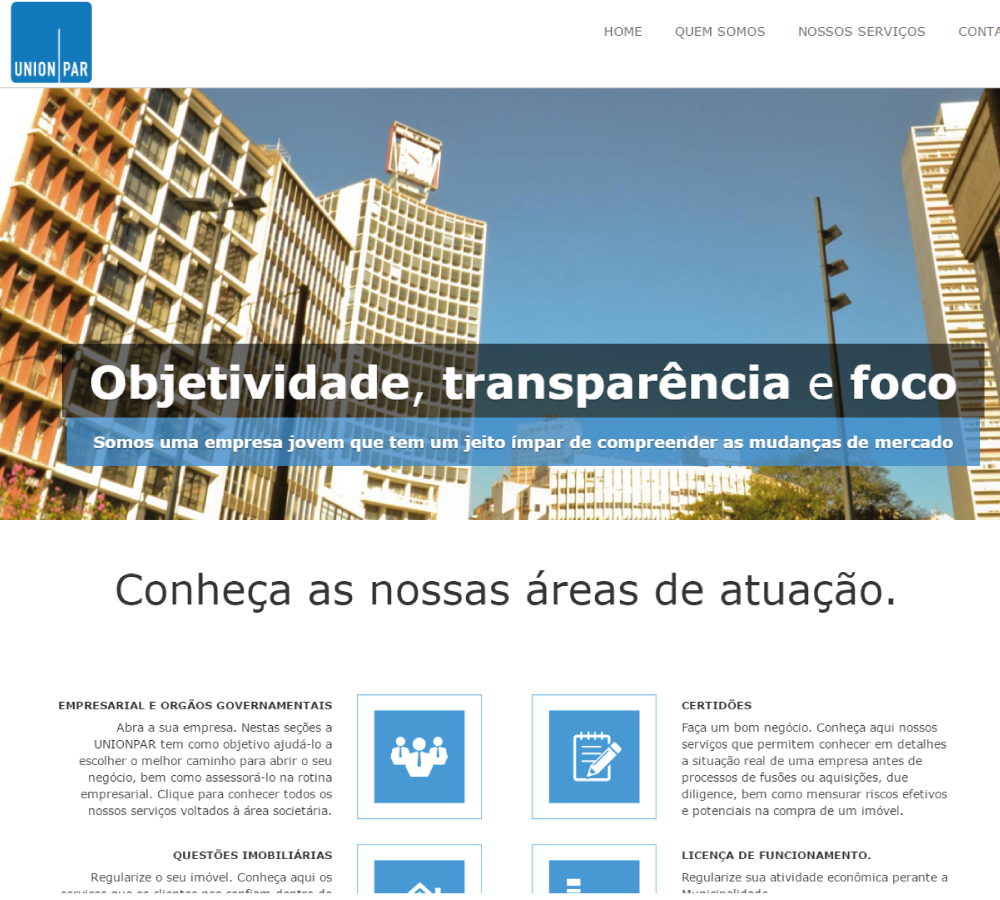 UNION PAR
HOME QUEM SOMOS NOSSOS SERVIÇOS
Objetividade, transparência e foco
Somos uma empresa jovem que tem um jeito ímpar de compreender as mudanças de mercado
Conheça as nossas áreas de atuação.
EMPRESARIAL E ORGÃOS GOVERNAMENTAIS
Abra a sua empresa. Nestas seções a
UNIONPAR tem como objetivo ajudá-lo a
escolher o melhor caminho para abrir o seu
negócio, bem como assessorá-lo na rotina
empresarial. Clique para conhecer todos os
nossos serviços voltados à área societária.
CERTIDÕES
Faça um bom negócio. Conheça aqui nossos
serviços que permitem conhecer em detalhes
a situação real de uma empresa antes de
processos de fusões ou aquisições, due
diligence, bem como mensurar riscos efetivos
e potenciais na compra de um imóvel.
QUESTÕES IMOBILIÁRIAS
Regularize o seu imóvel. Conheça aqui os
LICENÇA DE FUNCIONAMENTO.
Regularize sua atividade econômica perante a